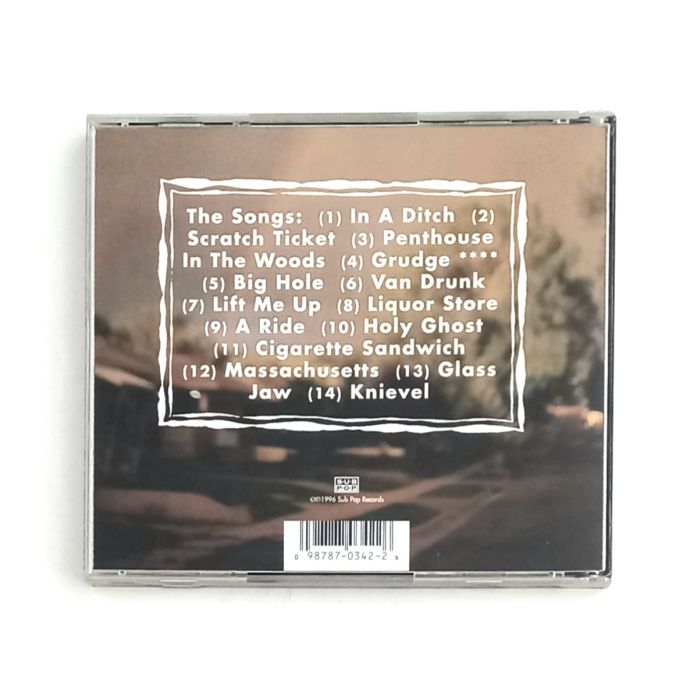 The Songs: (1) In A Ditch (2)
Scratch Ticket (3) Penthouse
In The Woods (4) Grudge ****
(5) Big Hole (6) Van Drunk
(7) Lift Me Up (8) Liquor Store
(9) A Ride (10) Holy Ghost
(11) Cigarette Sandwich
(12) Massachusetts (13) Glass
Jaw (14) Knievel
SUB
POP
©℗1996 Sub Pop Records
0 98787-0342-2 6